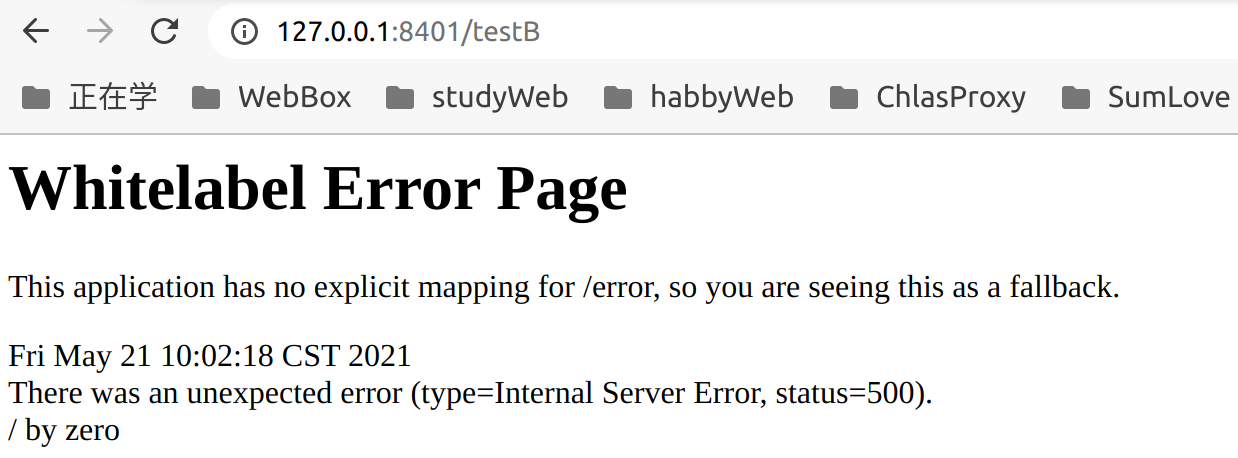 127.0.0.1:8401/testB
正在学 WebBox studyWeb habbyWeb ChlasProxy SumLove
Whitelabel Error Page
This application has no explicit mapping for /error, so you are seeing this as a fallback.
Fri May 21 10:02:18 CST 2021
There was an unexpected error (type=Internal Server Error, status=500).
/ by zero